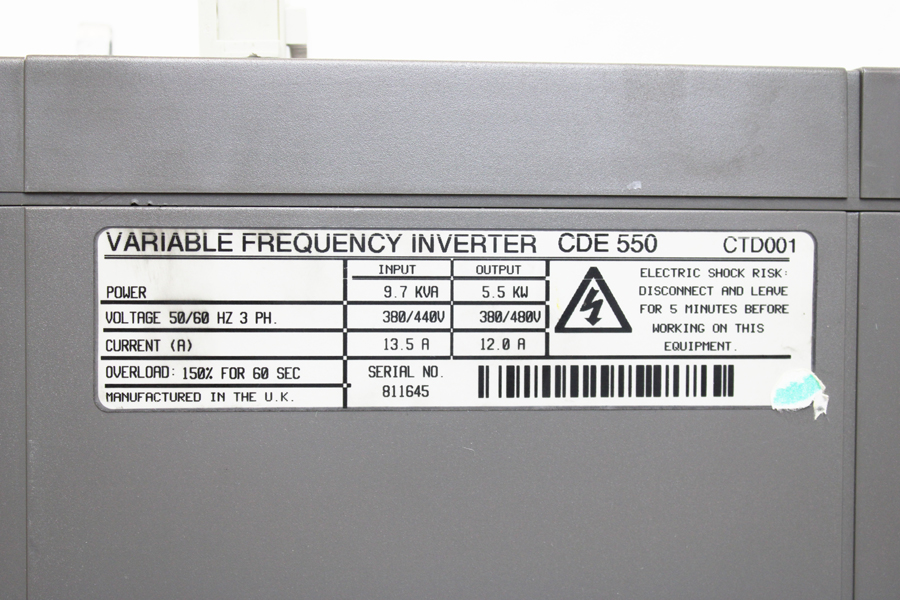 VARIABLE FREQUENCY INVERTER CDE 550 CTD001
INPUT OUTPUT
POWER 9.7 KVA 5.5 KW
VOLTAGE 50/60 HZ 3 PH. 380/440V 380/480V
CURRENT (A) 13.5 A 12.0 A
OVERLOAD: 150% FOR 60 SEC
MANUFACTURED IN THE U.K.
SERIAL NO.
811645
ELECTRIC SHOCK RISK:
DISCONNECT AND LEAVE
FOR 5 MINUTES BEFORE
WORKING ON THIS
EQUIPMENT.